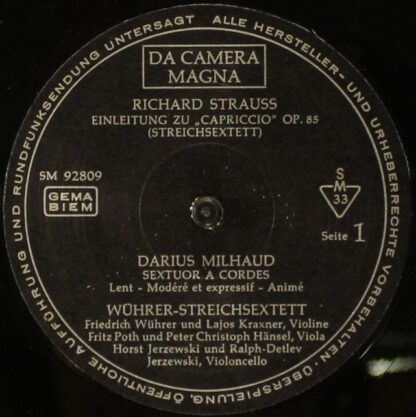 ALLE HERSTELLER- UND URHEBERRECHTE VORBEHALTEN · ÜBERSPIELUNG, ÖFFENTLICHE AUFFÜHRUNG UND RUNDFUNKSENDUNG UNTERSAGT
DA CAMERA
MAGNA
RICHARD STRAUSS
EINLEITUNG ZU „CAPRICCIO" OP. 85
(STREICHSEXTETT)
SM 92809
GEMA
BIEM
S
M
33
Seite 1
DARIUS MILHAUD
SEXTUOR A CORDES
Lent - Modéré et expressif - Animé
WÜHRER-STREICHSEXTETT
Friedrich Wührer und Lajos Kraxner, Violine
Fritz Poth und Peter Christoph Hänsel, Viola
Horst Jerzewski und Ralph-Detlev
Jerzewski, Violoncello